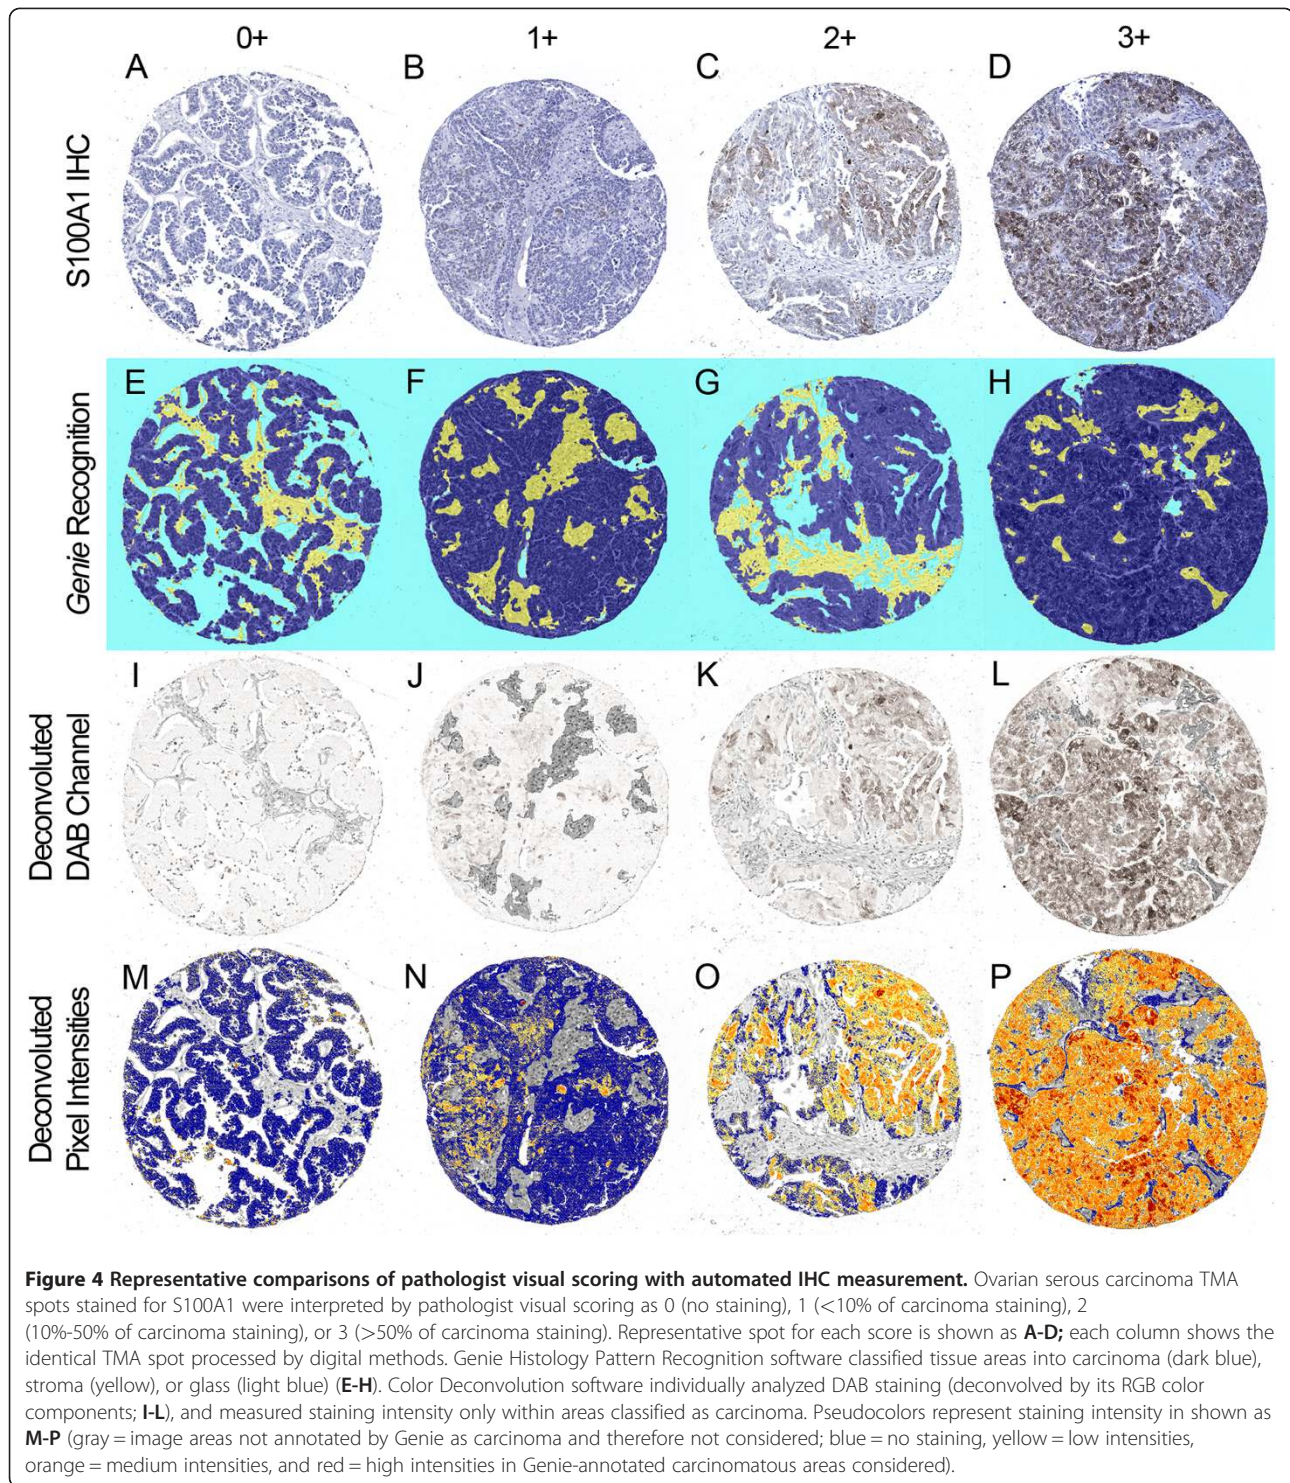 0+ 1+ 2+ 3+
A B C D
S100A1 IHC
E F G H
Genie Recognition
I J K L
Deconvoluted
DAB Channel
M N O P
Deconvoluted
Pixel Intensities
Figure 4 Representative comparisons of pathologist visual scoring with automated IHC measurement. Ovarian serous carcinoma TMA
spots stained for S100A1 were interpreted by pathologist visual scoring as 0 (no staining), 1 (<10% of carcinoma staining), 2
(10%-50% of carcinoma staining), or 3 (>50% of carcinoma staining). Representative spot for each score is shown as A-D; each column shows the
identical TMA spot processed by digital methods. Genie Histology Pattern Recognition software classified tissue areas into carcinoma (dark blue),
stroma (yellow), or glass (light blue) (E-H). Color Deconvolution software individually analyzed DAB staining (deconvolved by its RGB color
components; I-L), and measured staining intensity only within areas classified as carcinoma. Pseudocolors represent staining intensity in shown as
M-P (gray = image areas not annotated by Genie as carcinoma and therefore not considered; blue = no staining, yellow = low intensities,
orange = medium intensities, and red = high intensities in Genie-annotated carcinomatous areas considered).